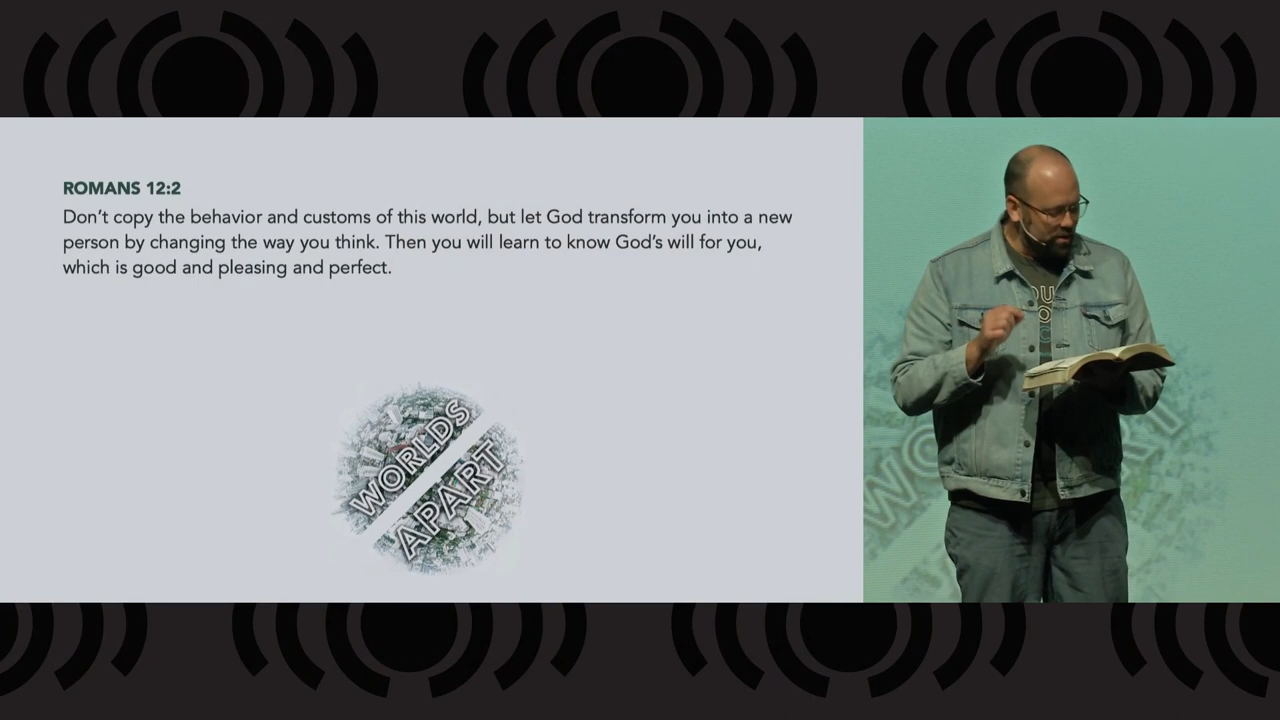 ROMANS 12:2
Don’t copy the behavior and customs of this world, but let God transform you into a new
person by changing the way you think. Then you will learn to know God’s will for you,
which is good and pleasing and perfect.
WORLDS
APART